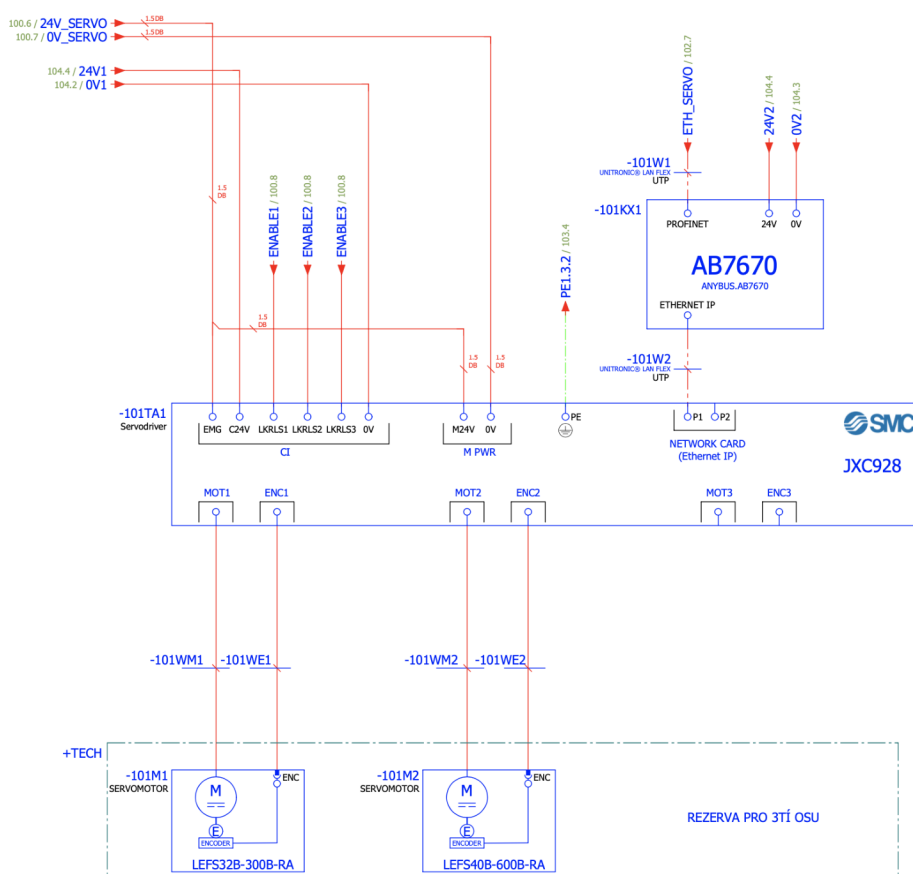 100.6 / 24V_SERVO
1.5 DB
100.7 / 0V_SERVO
1.5 DB
104.4 / 24V1
104.2 / 0V1
ETH_SERVO / 102.7
24V2 / 104.4
0V2 / 104.3
-101W1
UNITRONIC® LAN FLEX
UTP
1.5
DB
ENABLE1 / 100.8
ENABLE2 / 100.8
ENABLE3 / 100.8
PE1.3.2 / 103.4
-101KX1
PROFINET
24V
0V
AB7670
ANYBUS.AB7670
ETHERNET IP
1.5
DB
1.5
DB
1.5
DB
-101W2
UNITRONIC® LAN FLEX
UTP
-101TA1
Servodriver
EMG
C24V
LKRLS1
LKRLS2
LKRLS3
0V
CI
M24V
0V
M PWR
PE
P1
P2
NETWORK CARD
(Ethernet IP)
SMC
JXC928
MOT1
ENC1
MOT2
ENC2
MOT3
ENC3
-101WM1
-101WE1
-101WM2
-101WE2
+TECH
-101M1
SERVOMOTOR
M
ENC
E
ENCODER
LEFS32B-300B-RA
-101M2
SERVOMOTOR
M
ENC
E
ENCODER
LEFS40B-600B-RA
REZERVA PRO 3TÍ OSU